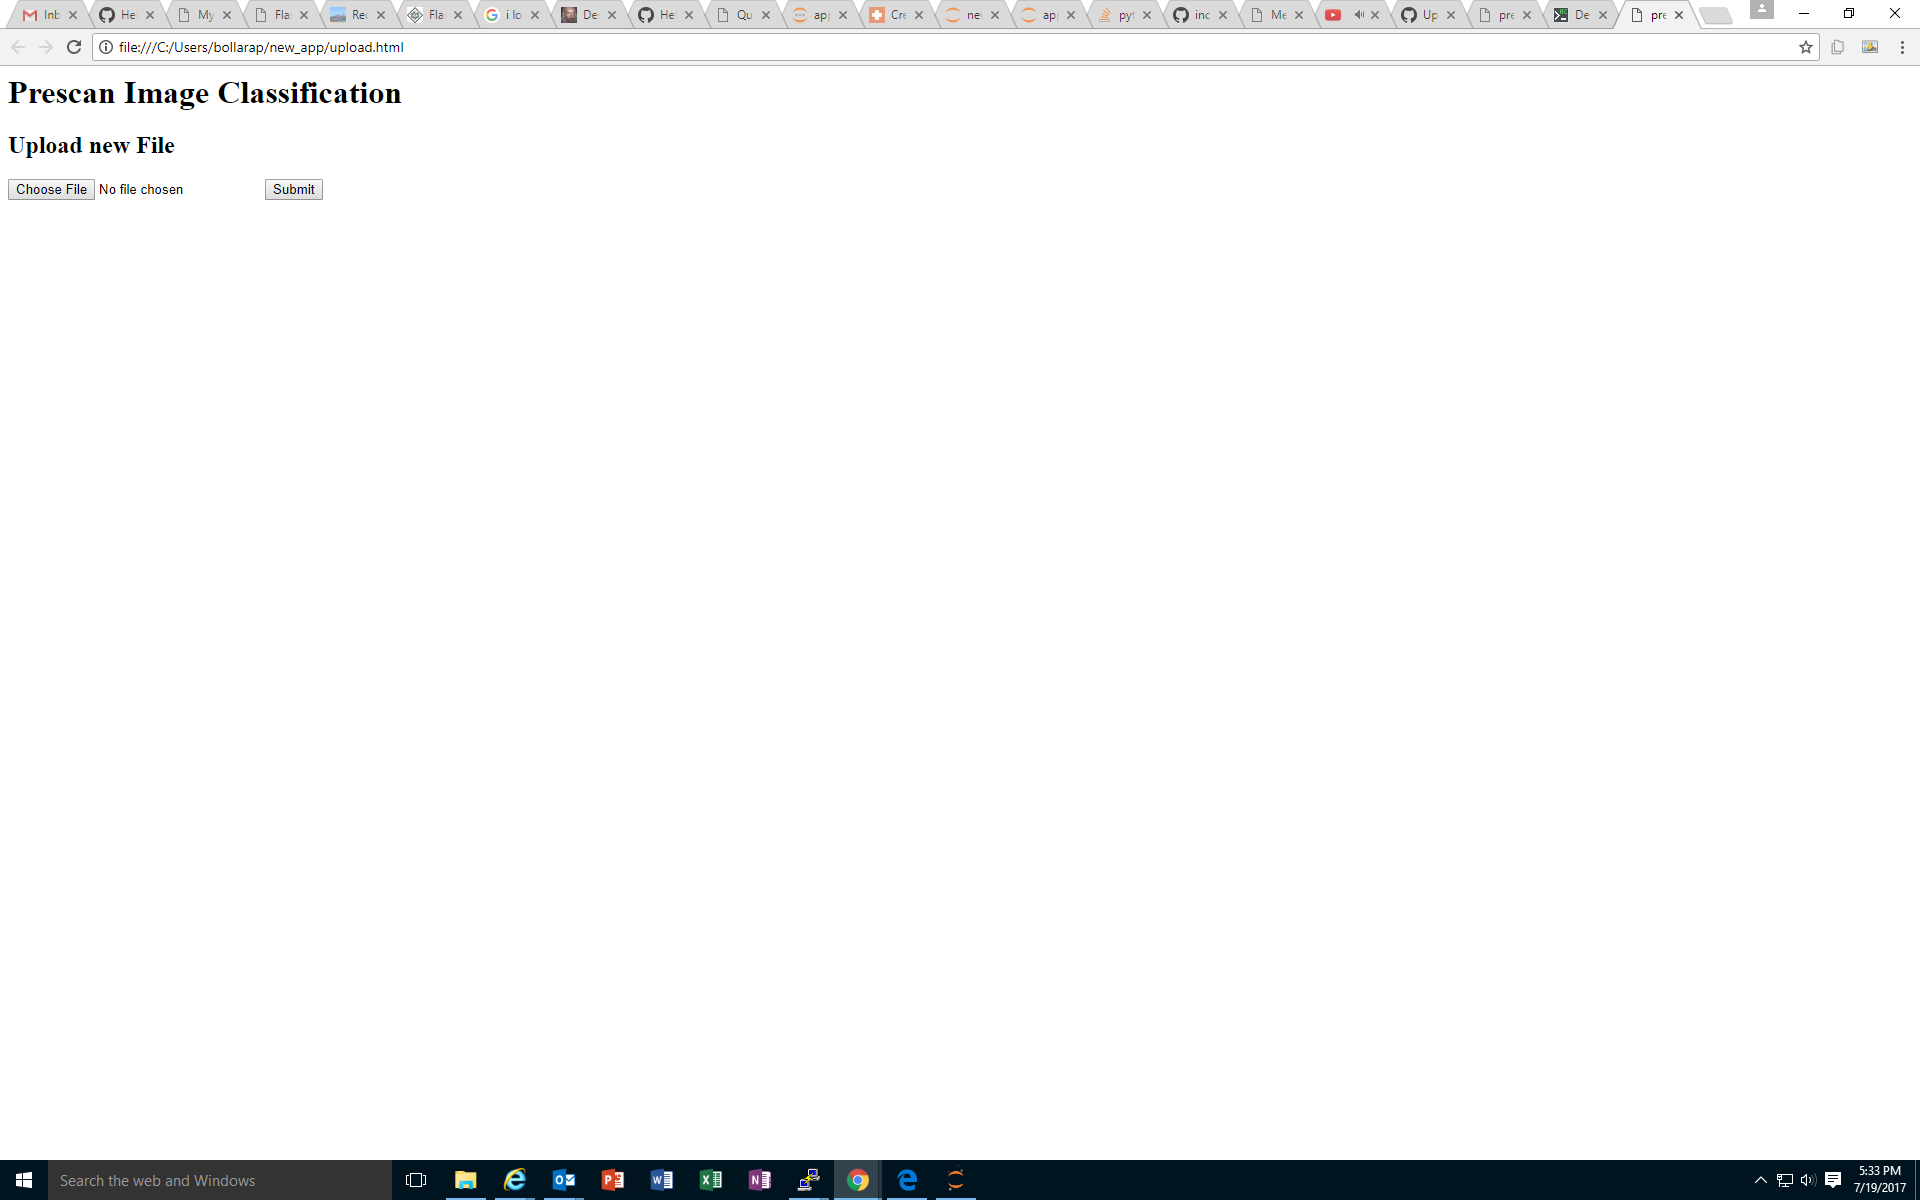 Inb
He
My
Fla
Rec
Fla
i lo
De
He
Qu
app
Cre
ne
ap
pyt
inc
Me
Up
pre
De
pre
file:///C:/Users/bollarap/new_app/upload.html
Prescan Image Classification
Upload new File
Choose File No file chosen Submit
Search the web and Windows
5:33 PM
7/19/2017